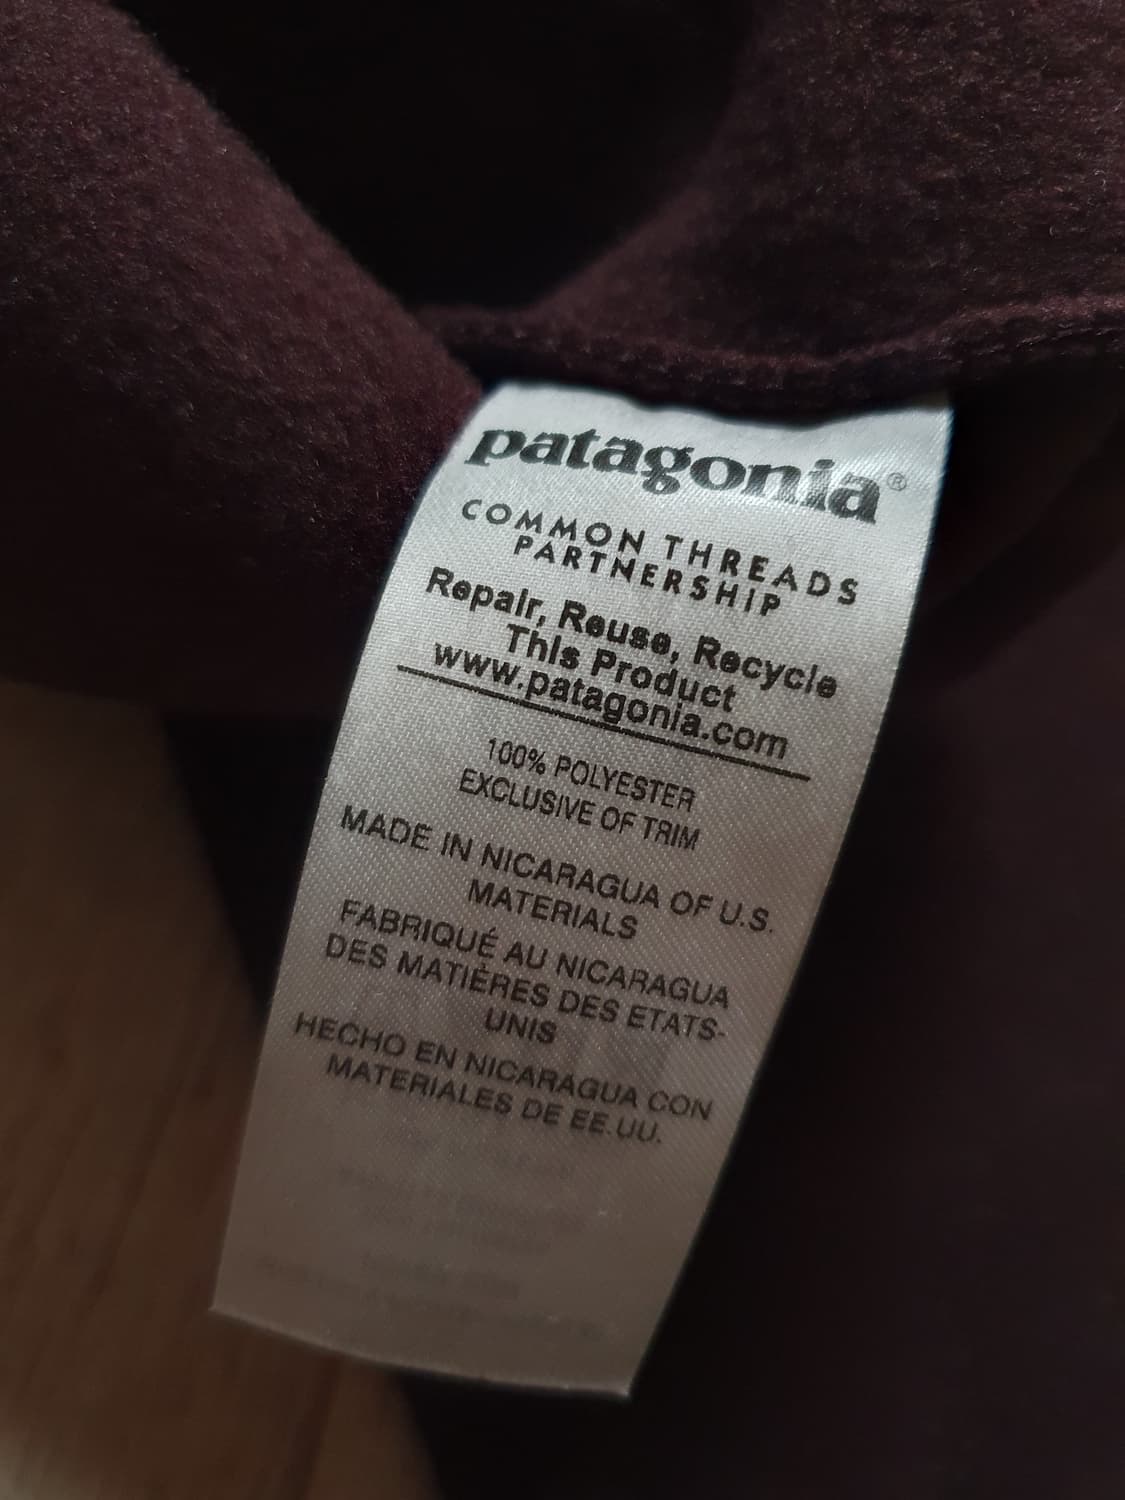 patagonia®
COMMON THREADS
PARTNERSHIP
Repair, Reuse, Recycle
This Product
www.patagonia.com
100% POLYESTER
EXCLUSIVE OF TRIM
MADE IN NICARAGUA OF U.S.
MATERIALS
FABRIQUÉ AU NICARAGUA
DES MATIÈRES DES ETATS-
UNIS
HECHO EN NICARAGUA CON
MATERIALES DE EE.UU.